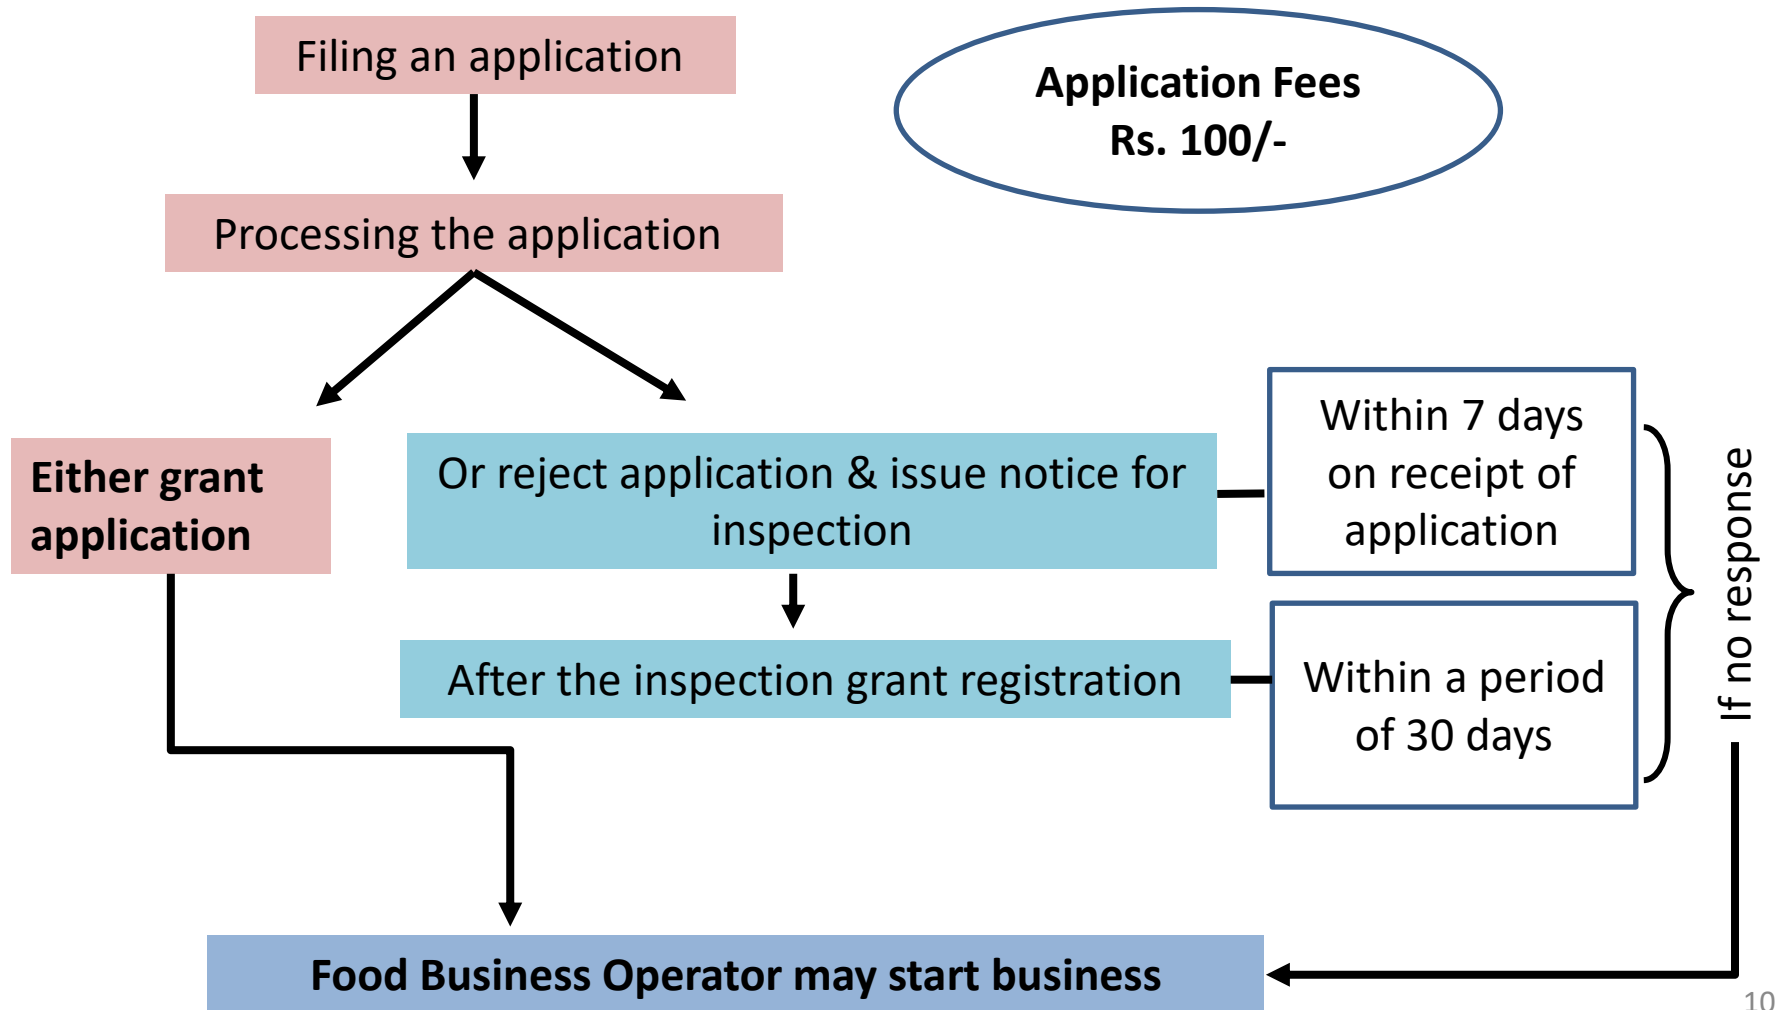 Filing an application
Application Fees
Rs. 100/-
Processing the application
Either grant
application
Or reject application & issue notice for
inspection
Within 7 days
on receipt of
application
After the inspection grant registration
Within a period
of 30 days
If no response
Food Business Operator may start business
10